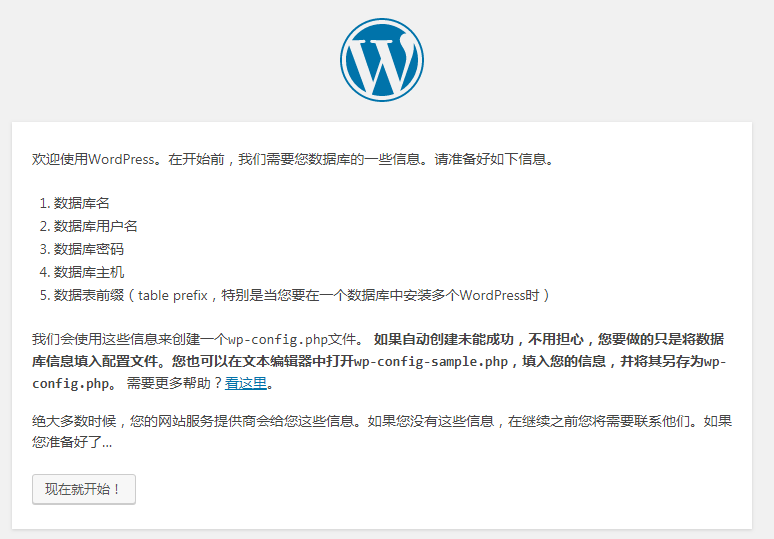 欢迎使用WordPress。在开始前，我们需要您数据库的一些信息。请准备好如下信息。
1. 数据库名
2. 数据库用户名
3. 数据库密码
4. 数据库主机
5. 数据表前缀（table prefix，特别是当您要在一个数据库中安装多个WordPress时）
我们会使用这些信息来创建一个wp-config.php文件。 如果自动创建未能成功，不用担心，您要做的只是将数据
库信息填入配置文件。您也可以在文本编辑器中打开wp-config-sample.php，填入您的信息，并将其另存为wp-
config.php。 需要更多帮助？看这里。
绝大多数时候，您的网站服务提供商会给您这些信息。如果您没有这些信息，在继续之前您将需要联系他们。如果
您准备好了…
现在就开始！